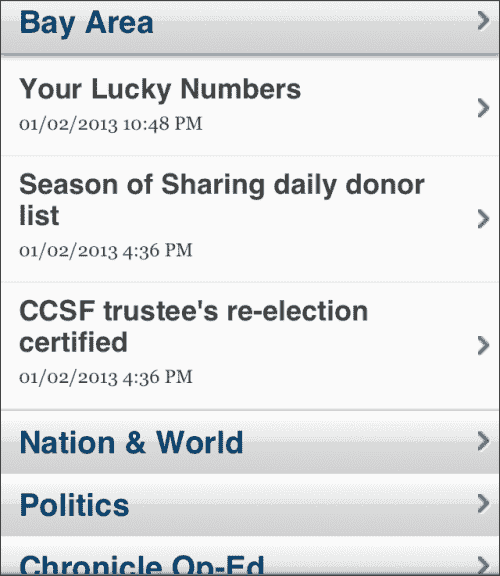 Bay Area
Your Lucky Numbers
01/02/2013 10:48 PM
Season of Sharing daily donor
list
01/02/2013 4:36 PM
CCSF trustee's re-election
certified
01/02/2013 4:36 PM
Nation & World
Politics
Chronicle Op-Ed